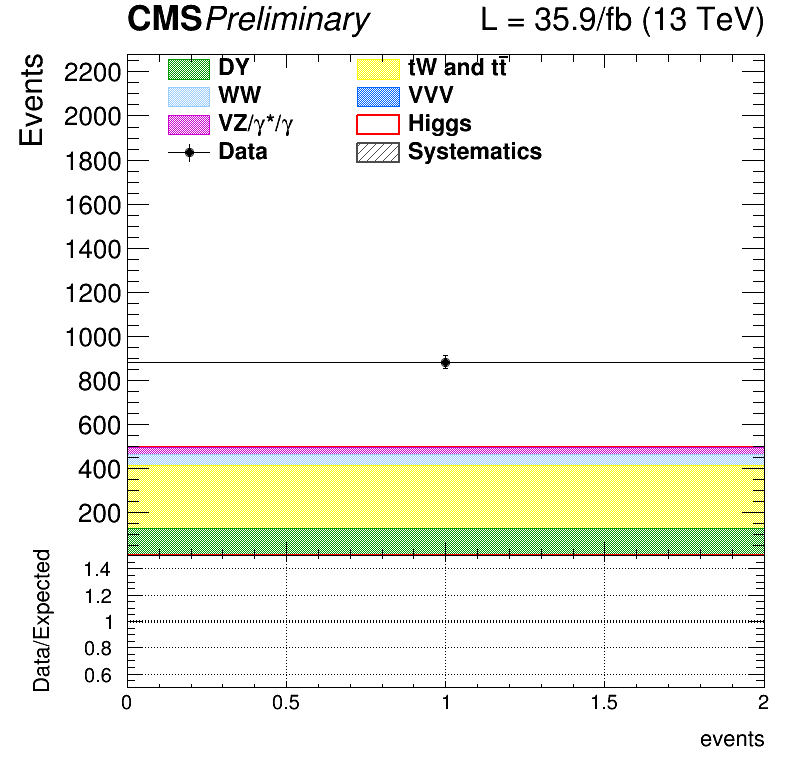 CMS Preliminary L = 35.9/fb (13 TeV)
Events
2200
2000
1800
1600
1400
1200
1000
800
600
400
200
DY
tW and tt̅
WW
VVV
VZ/γ*/γ
Higgs
Data
Systematics
Data/Expected
1.4
1.2
1
0.8
0.6
0 0.5 1 1.5 2
events